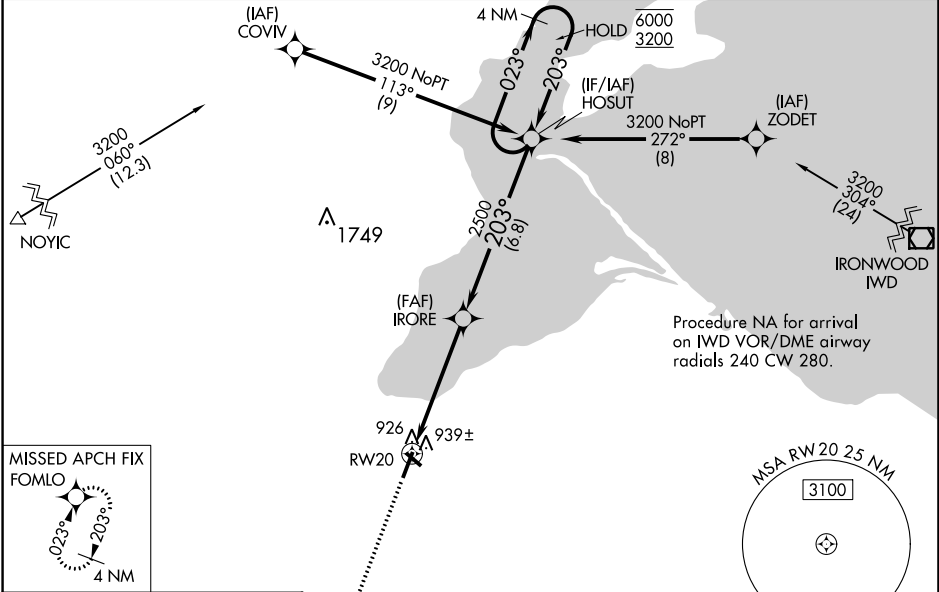 (IAF)
COVIV
3200 NoPT
113°
(9)
4 NM
023°
203°
HOLD
6000
3200
(IF/IAF)
HOSUT
(IAF)
ZODET
3200 NoPT
272°
(8)
3200
060°
(12.3)
NOYIC
3200
304°
(24)
IRONWOOD
IWD
1749
2500
203°
(6.8)
(FAF)
IRORE
Procedure NA for arrival
on IWD VOR/DME airway
radials 240 CW 280.
926
939±
RW20
MISSED APCH FIX
FOMLO
023°
203°
4 NM
MSA RW20 25 NM
3100